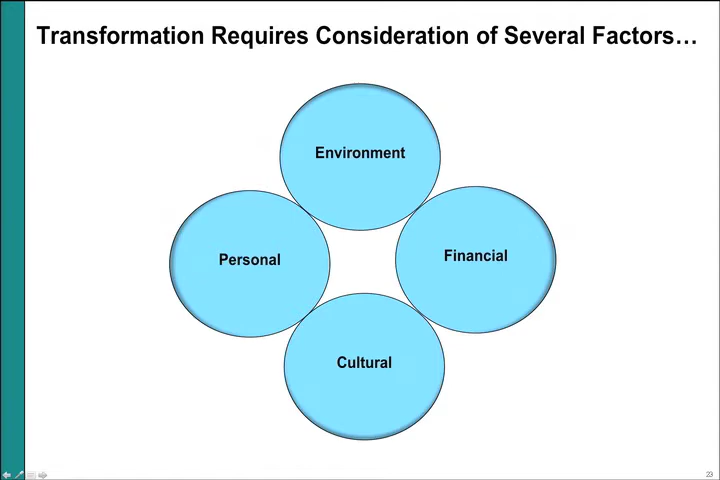 Transformation Requires Consideration of Several Factors…
Environment
Personal
Financial
Cultural
23